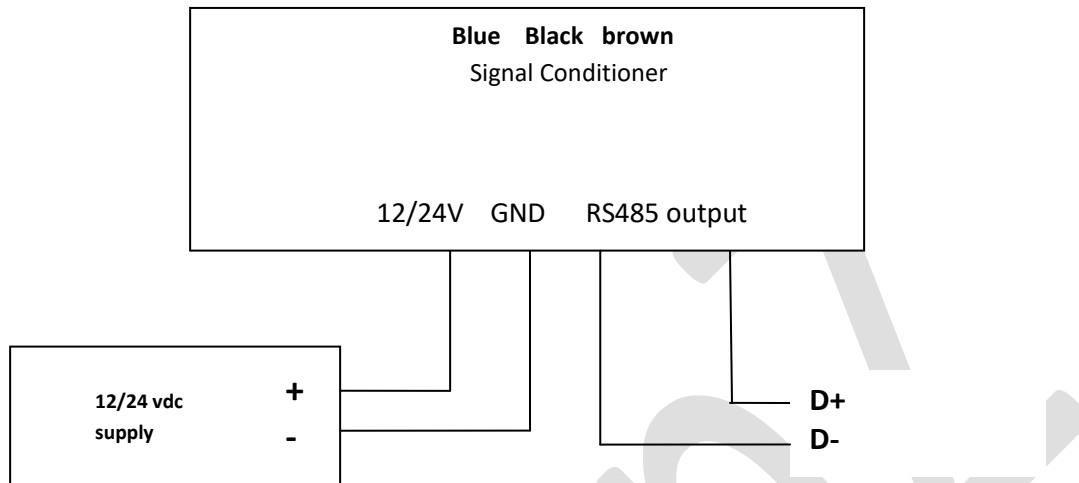 Blue Black brown
Signal Conditioner
12/24V GND RS485 output
12/24 vdc
supply
+
-
D+
D-